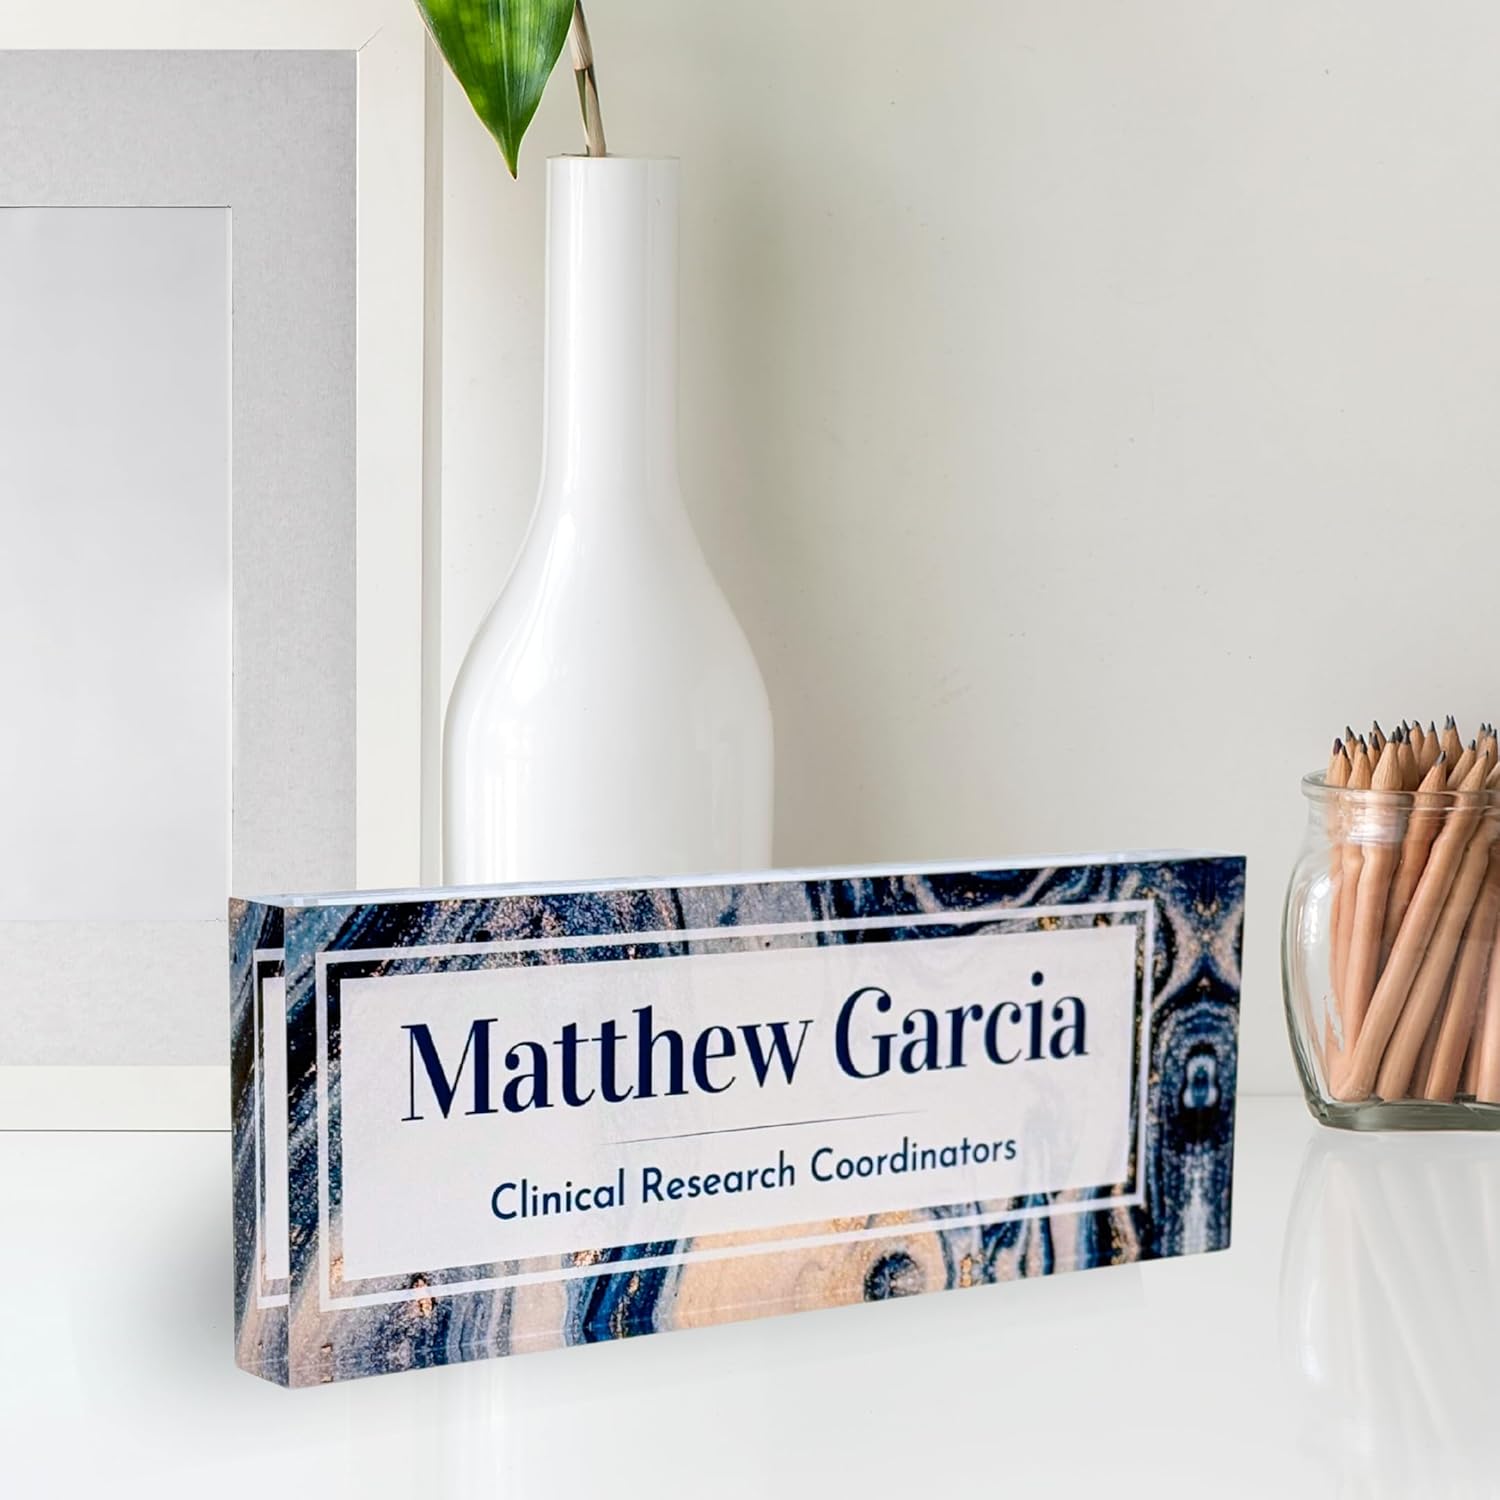 Matthew Garcia
Clinical Research Coordinators